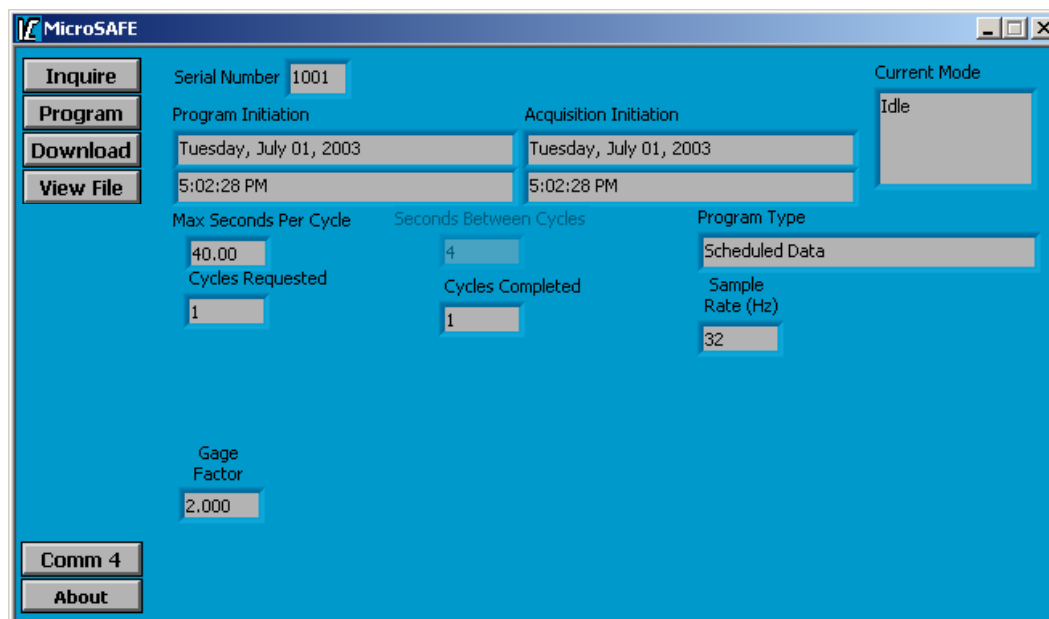 MicroSAFE
Inquire
Program
Download
View File
Serial Number 1001
Current Mode
Idle
Program Initiation
Acquisition Initiation
Tuesday, July 01, 2003
Tuesday, July 01, 2003
5:02:28 PM
5:02:28 PM
Max Seconds Per Cycle
Seconds Between Cycles
Program Type
40.00
4
Scheduled Data
Cycles Requested
Cycles Completed
Sample
Rate (Hz)
1
1
32
Gage
Factor
2.000
Comm 4
About